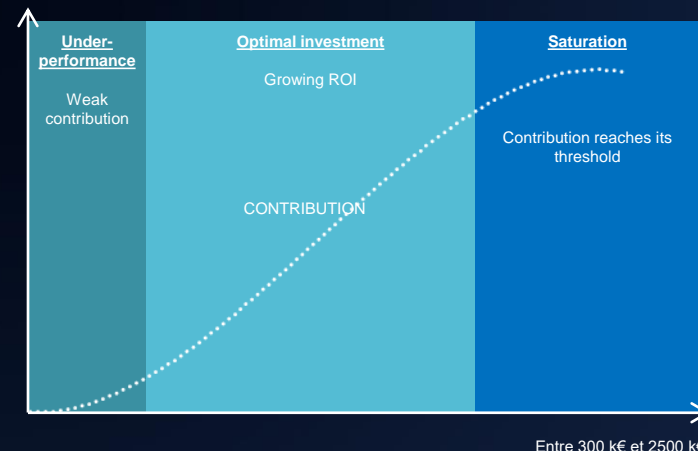 Under-
performance
Weak
contribution
Optimal investment
Growing ROI
CONTRIBUTION
Saturation
Contribution reaches its
threshold
Entre 300 k€ et 2500 k€